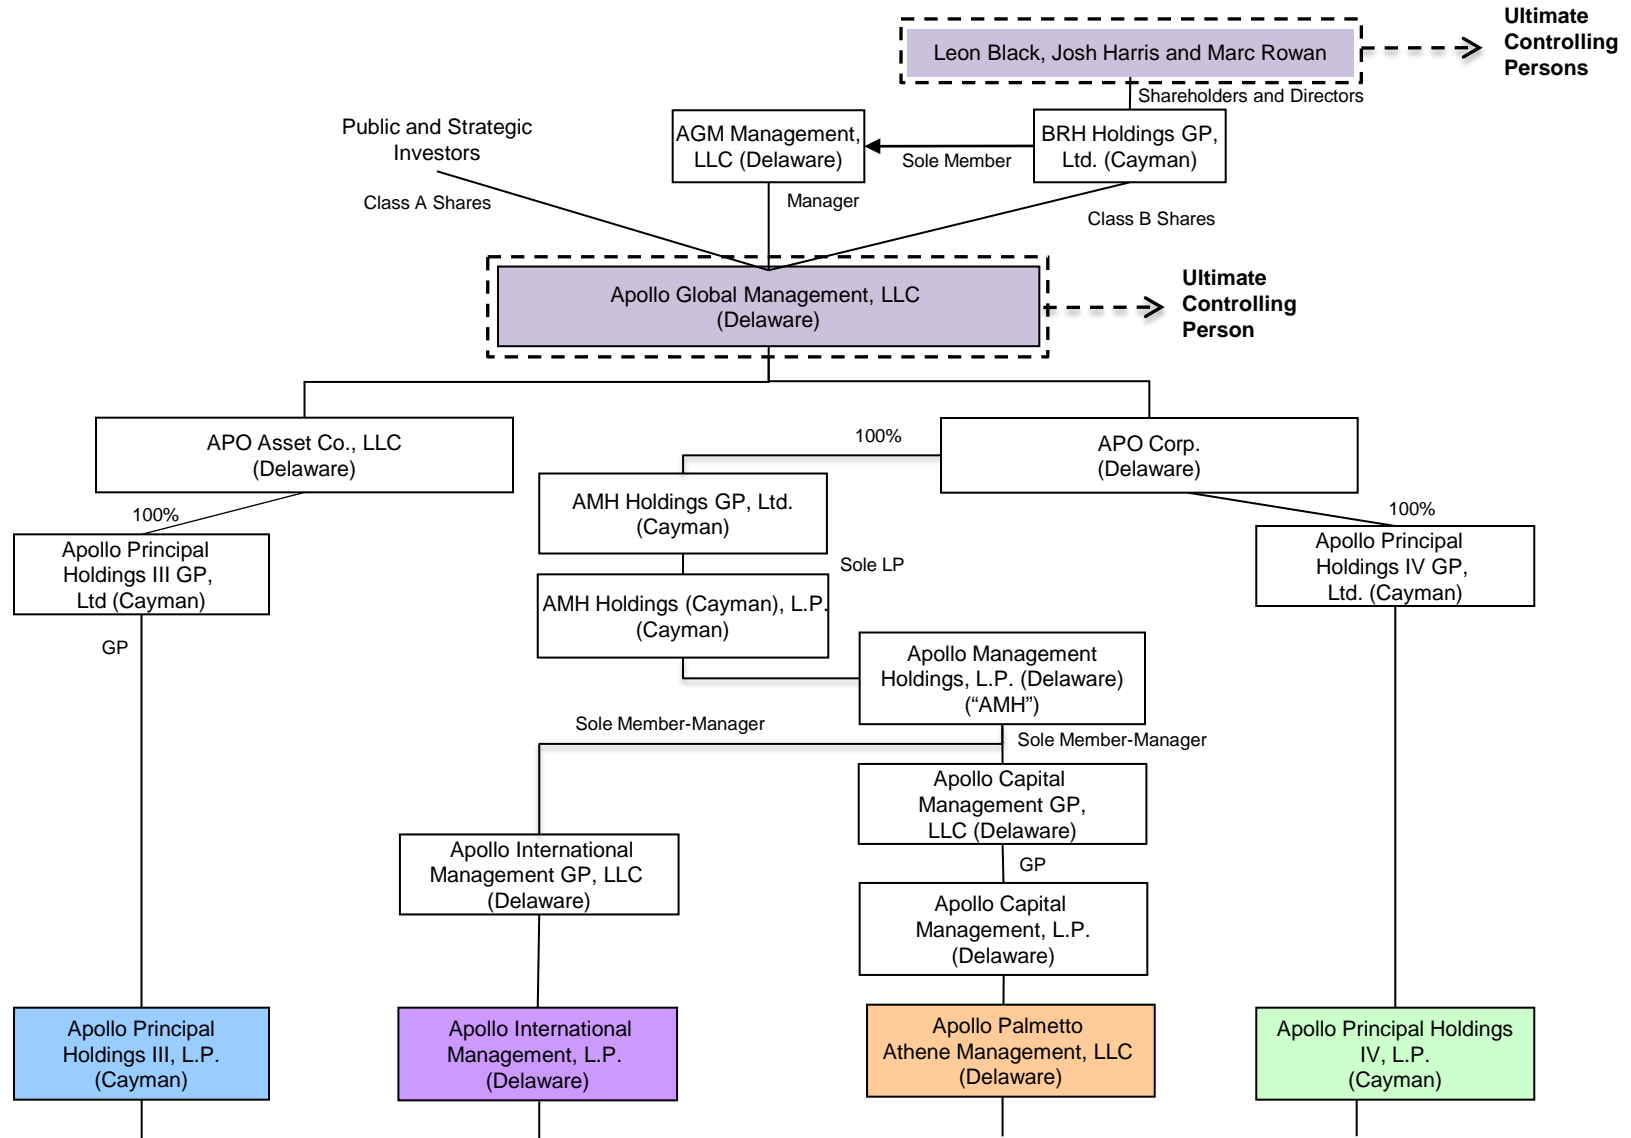 Ultimate
Controlling
Persons
Leon Black, Josh Harris and Marc Rowan
Shareholders and Directors
Public and Strategic
Investors
AGM Management,
LLC (Delaware)
Sole Member
BRH Holdings GP,
Ltd. (Cayman)
Class A Shares
Manager
Class B Shares
Apollo Global Management, LLC
(Delaware)
Ultimate
Controlling
Person
APO Asset Co., LLC
(Delaware)
100%
APO Corp.
(Delaware)
100%
AMH Holdings GP, Ltd.
(Cayman)
100%
Apollo Principal
Holdings III GP,
Ltd (Cayman)
Sole LP
Apollo Principal
Holdings IV GP,
Ltd. (Cayman)
AMH Holdings (Cayman), L.P.
(Cayman)
GP
Apollo Management
Holdings, L.P. (Delaware)
(“AMH”)
Sole Member-Manager
Sole Member-Manager
Apollo Capital
Management GP,
LLC (Delaware)
Apollo International
Management GP, LLC
(Delaware)
GP
Apollo Capital
Management, L.P.
(Delaware)
Apollo Principal
Holdings III, L.P.
(Cayman)
Apollo International
Management, L.P.
(Delaware)
Apollo Palmetto
Athene Management, LLC
(Delaware)
Apollo Principal Holdings
IV, L.P.
(Cayman)